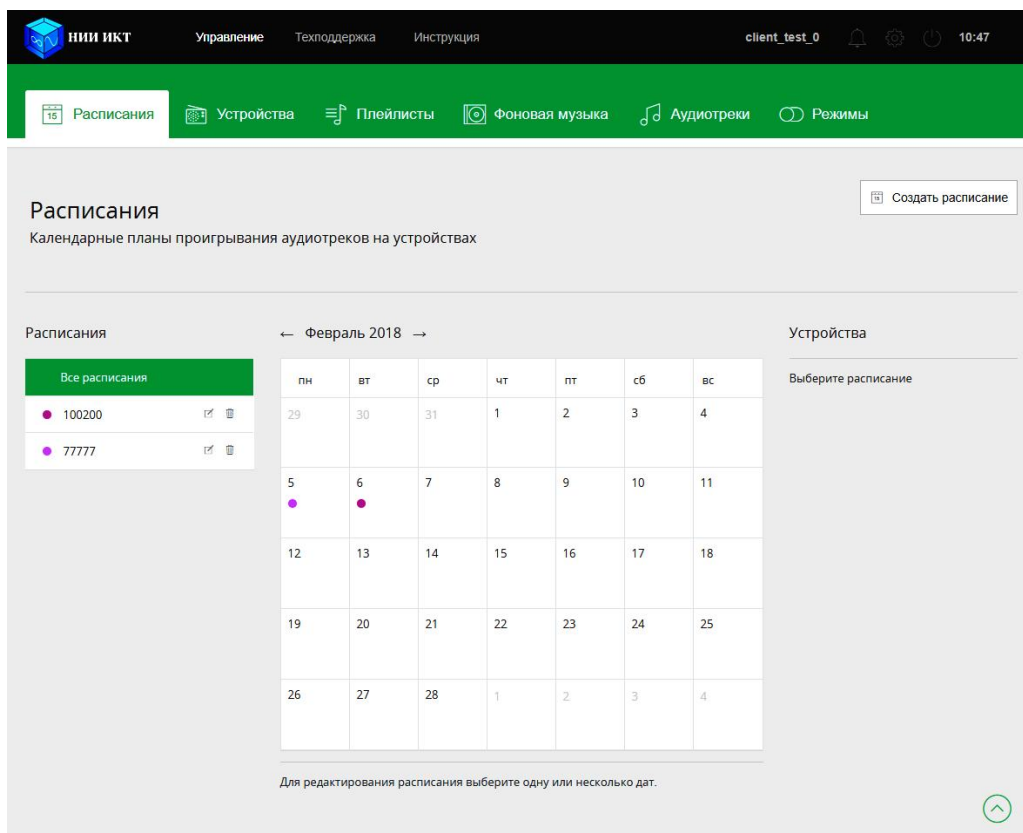 НИИ ИКТ Управление Техподдержка Инструкция client_test_0 10:47
15 Расписания Устройства Плейлисты Фоновая музыка Аудиотреки Режимы
15 Создать расписание
Расписания
Календарные планы проигрывания аудиотреков на устройствах
Расписания ← Февраль 2018 → Устройства
Все расписания пн вт ср чт пт сб вс Выберите расписание
100200 29 30 31 1 2 3 4
77777
5 6 7 8 9 10 11
12 13 14 15 16 17 18
19 20 21 22 23 24 25
26 27 28 1 2 3 4
Для редактирования расписания выберите одну или несколько дат.